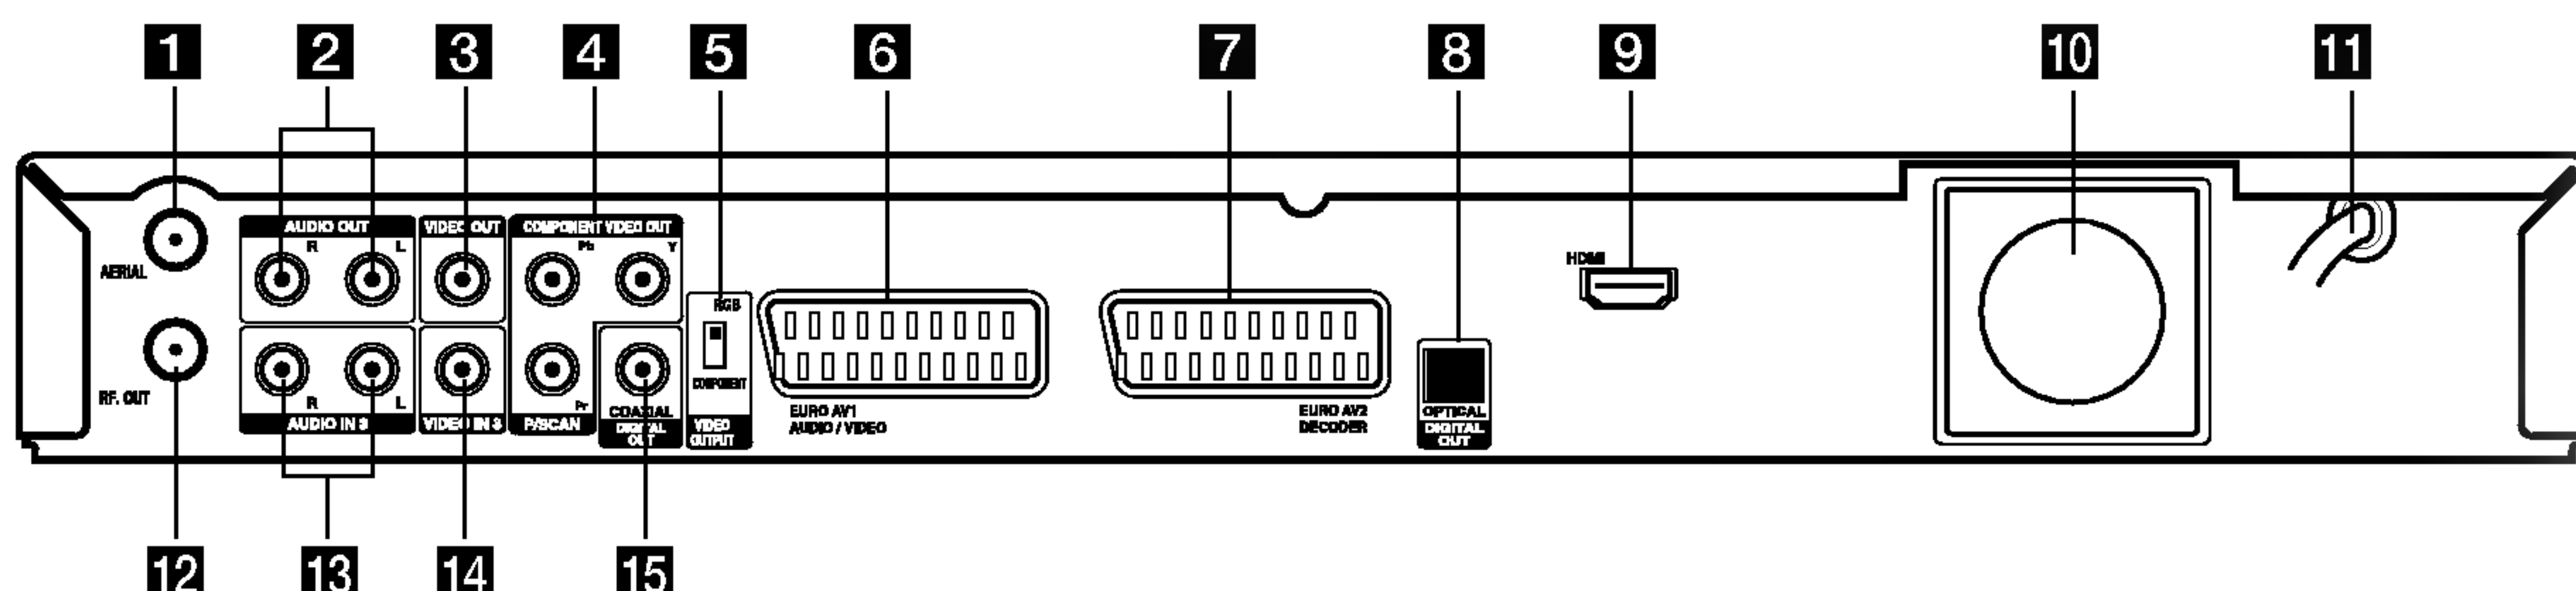 1 2 3 4 5 6 7 8 9 10 11
AERIAL
RF. OUT
AUDIO OUT
R L
VIDEO OUT
COMPONENT VIDEO OUT
Pb Y
R L
AUDIO IN 3
VIDEO IN 3
Pr
P/SCAN
COAXIAL
DIGITAL
OUT
RGB
COMPONENT
VIDEO
OUTPUT
EURO AV1
AUDIO / VIDEO
EURO AV2
DECODER
OPTICAL
DIGITAL
OUT
HDMI
12 13 14 15